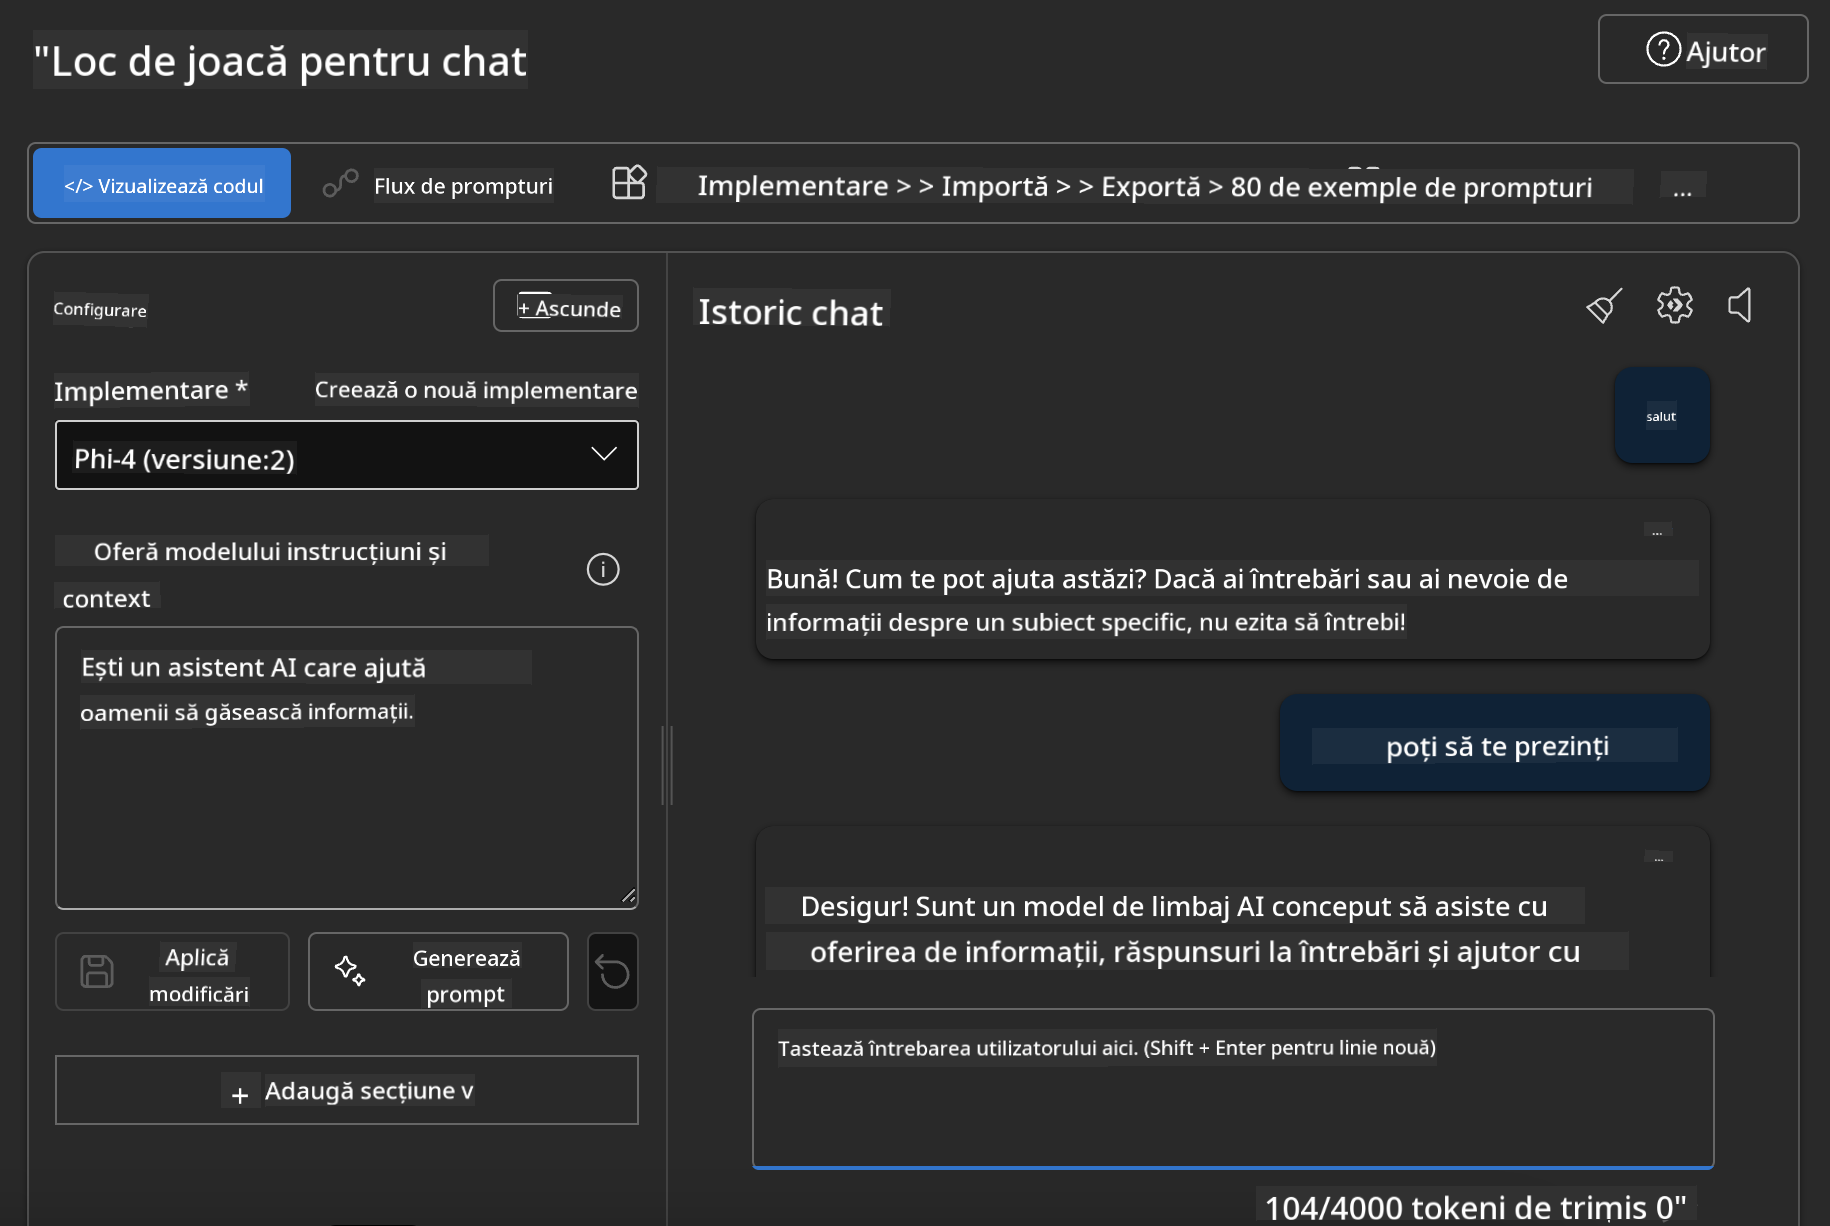 "Loc de joacă pentru chat
Ajutor
</> Vizualizează codul
Flux de prompturi
Implementare > > Importă > > Exportă > 80 de exemple de prompturi
...
Configurare
+ Ascunde
Implementare *
Creează o nouă implementare
Phi-4 (versiune:2)
Oferă modelului instrucțiuni și
context
Ești un asistent AI care ajută
oamenii să găsească informații.
Aplică
modificări
Generează
prompt
+ Adaugă secțiune v
Istoric chat
salut
...
Bună! Cum te pot ajuta astăzi? Dacă ai întrebări sau ai nevoie de
informații despre un subiect specific, nu ezita să întrebi!
poți să te prezinți
...
Desigur! Sunt un model de limbaj AI conceput să asiste cu
oferirea de informații, răspunsuri la întrebări și ajutor cu
Tastează întrebarea utilizatorului aici. (Shift + Enter pentru linie nouă)
104/4000 tokeni de trimis 0"